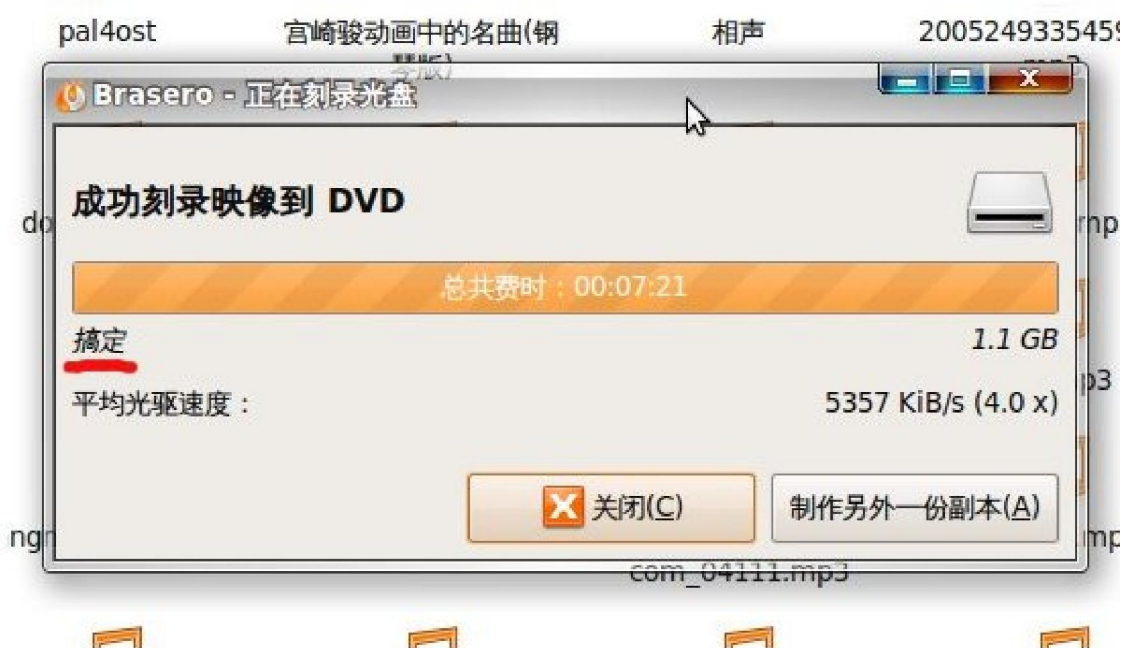 pal4ost 宫崎骏动画中的名曲(钢 相声 200524933545
琴版)
Brasero - 正在刻录光盘
成功刻录映像到 DVD
总共费时：00:07:21
搞定 1.1 GB
平均光驱速度： 5357 KiB/s (4.0 x)
关闭(C) 制作另外一份副本(A)
com_04111.mp3